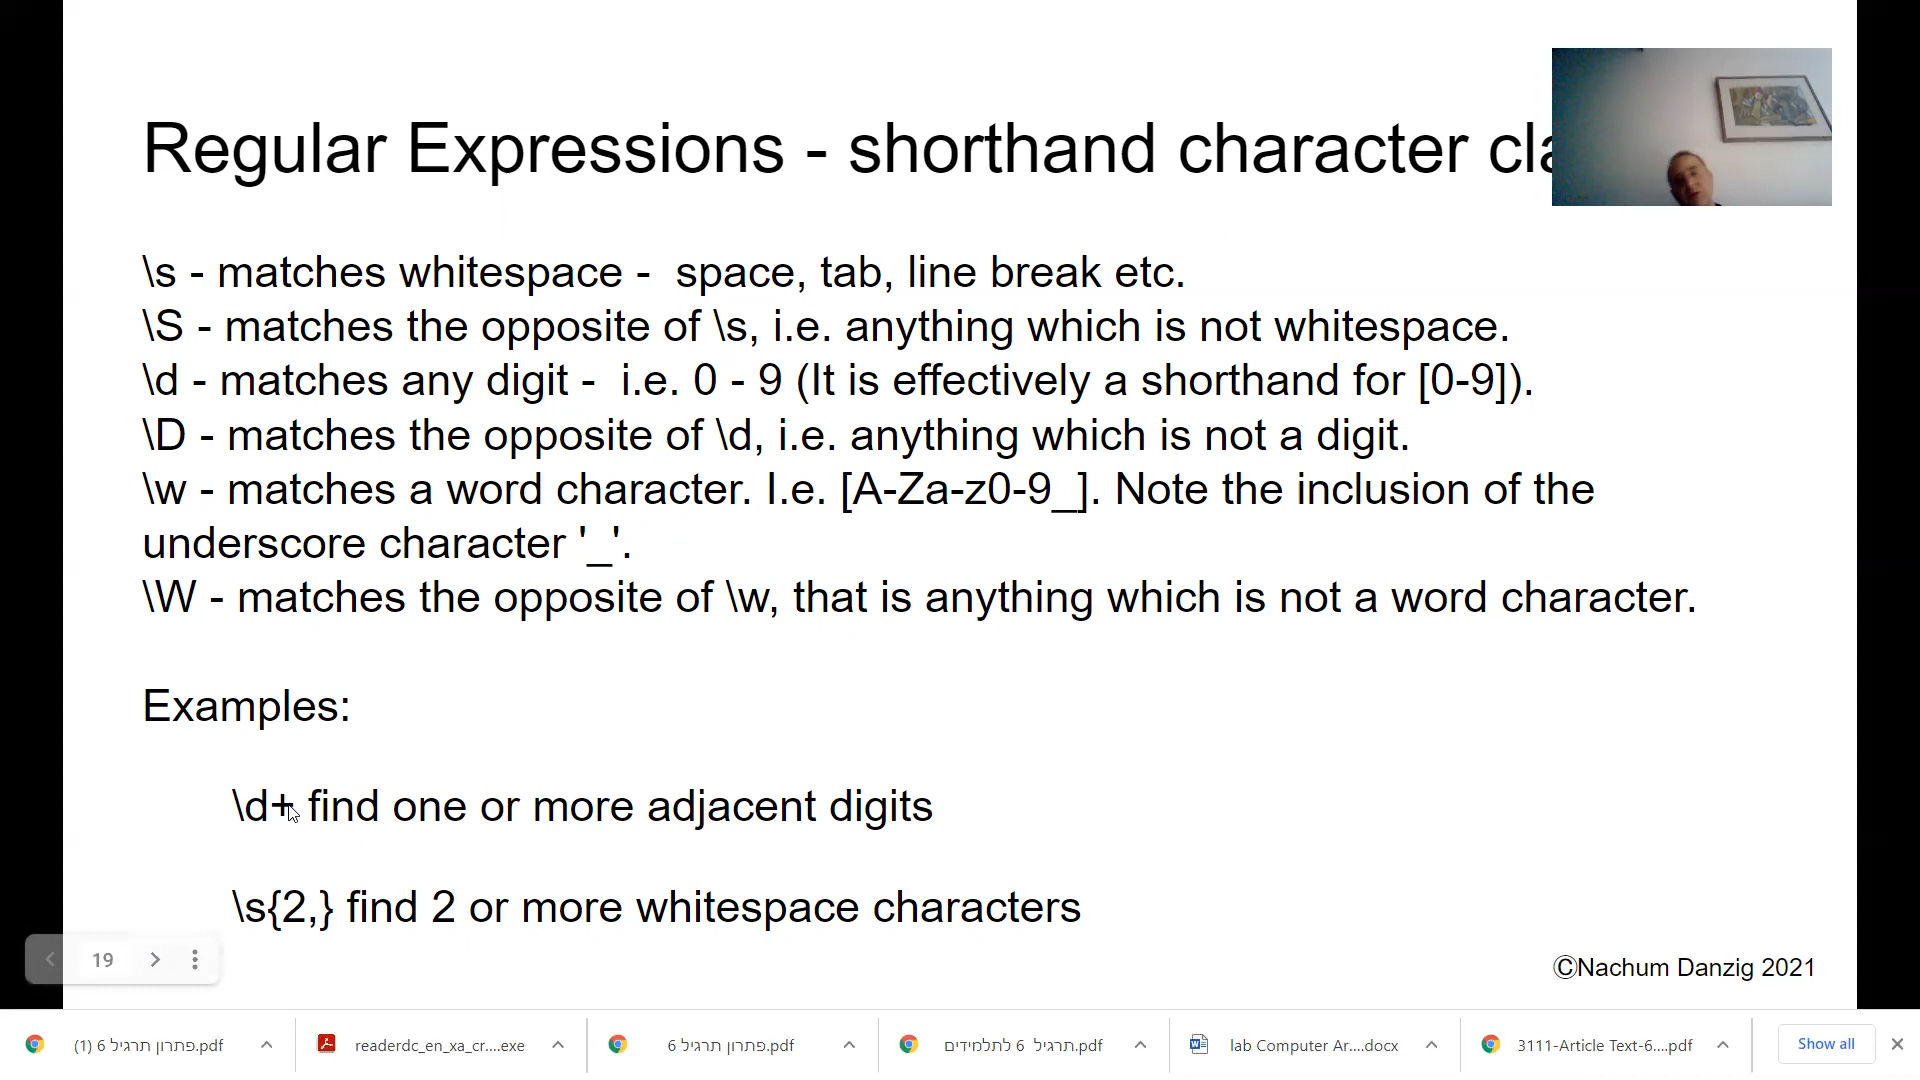 Regular Expressions - shorthand character cla
\s - matches whitespace -  space, tab, line break etc.
\S - matches the opposite of \s, i.e. anything which is not whitespace.
\d - matches any digit -  i.e. 0 - 9 (It is effectively a shorthand for [0-9]).
\D - matches the opposite of \d, i.e. anything which is not a digit.
\w - matches a word character. I.e. [A-Za-z0-9_]. Note the inclusion of the
underscore character '_'.
\W - matches the opposite of \w, that is anything which is not a word character.
Examples:
\d+ find one or more adjacent digits
\s{2,} find 2 or more whitespace characters
19
ⒸNachum Danzig 2021
פתרון תרגיל 6 (1).pdf
readerdc_en_xa_cr....exe
פתרון תרגיל 6.pdf
תרגיל  6 לתלמידים.pdf
lab Computer Ar....docx
3111-Article Text-6....pdf
Show all